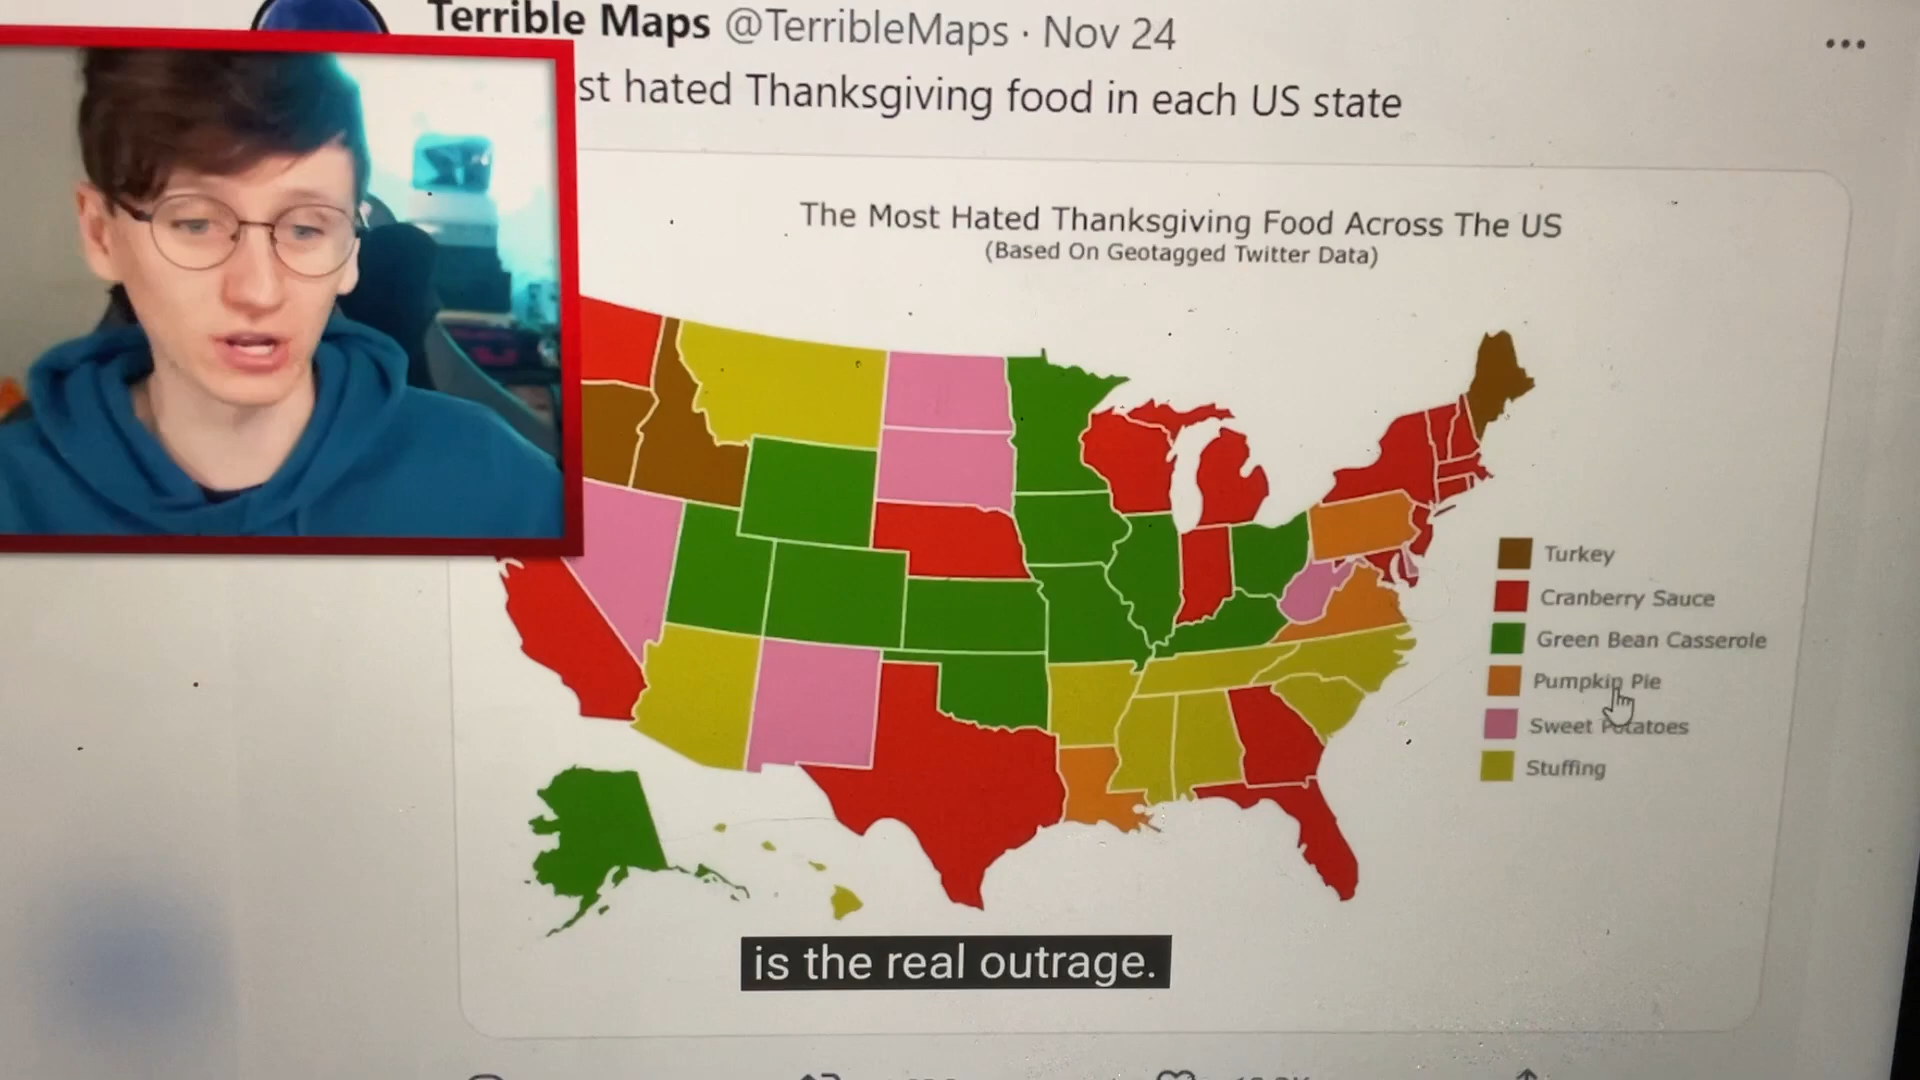 Terrible Maps @TerribleMaps · Nov 24
st hated Thanksgiving food in each US state
The Most Hated Thanksgiving Food Across The US
(Based On Geotagged Twitter Data)
Turkey
Cranberry Sauce
Green Bean Casserole
Pumpkin Pie
Sweet Potatoes
Stuffing
is the real outrage.